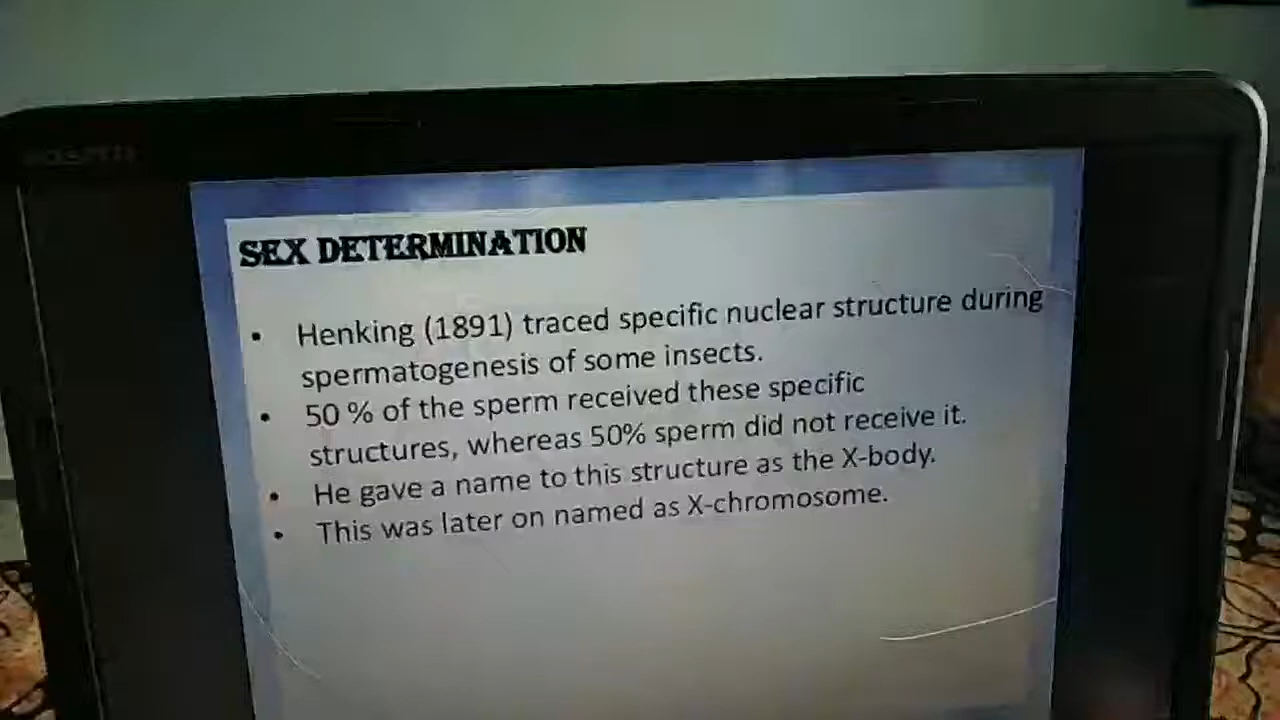 SEX DETERMINATION
• Henking (1891) traced specific nuclear structure during
spermatogenesis of some insects.
• 50 % of the sperm received these specific
structures, whereas 50% sperm did not receive it.
• He gave a name to this structure as the X-body.
• This was later on named as X-chromosome.